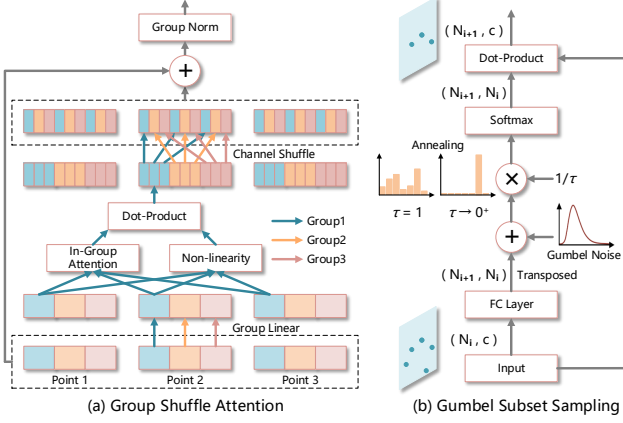 Group Norm
+
Channel Shuffle
Dot-Product
In-Group
Attention
Non-linearity
Group1
Group2
Group3
Group Linear
Point 1
Point 2
Point 3
(a) Group Shuffle Attention
( Ni+1, c )
Dot-Product
( Ni+1, Ni )
Softmax
Annealing
τ = 1
τ → 0⁺
×
1/τ
+
Gumbel Noise
( Ni+1, Ni )
Transposed
FC Layer
( Ni, c )
Input
(b) Gumbel Subset Sampling